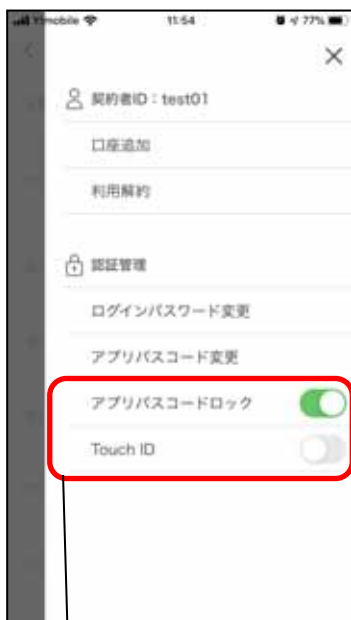 Y!mobile 11:54 77%
契約者ID：test01
口座追加
利用解約
認証管理
ログインパスワード変更
アプリパスコード変更
アプリパスコードロック
Touch ID